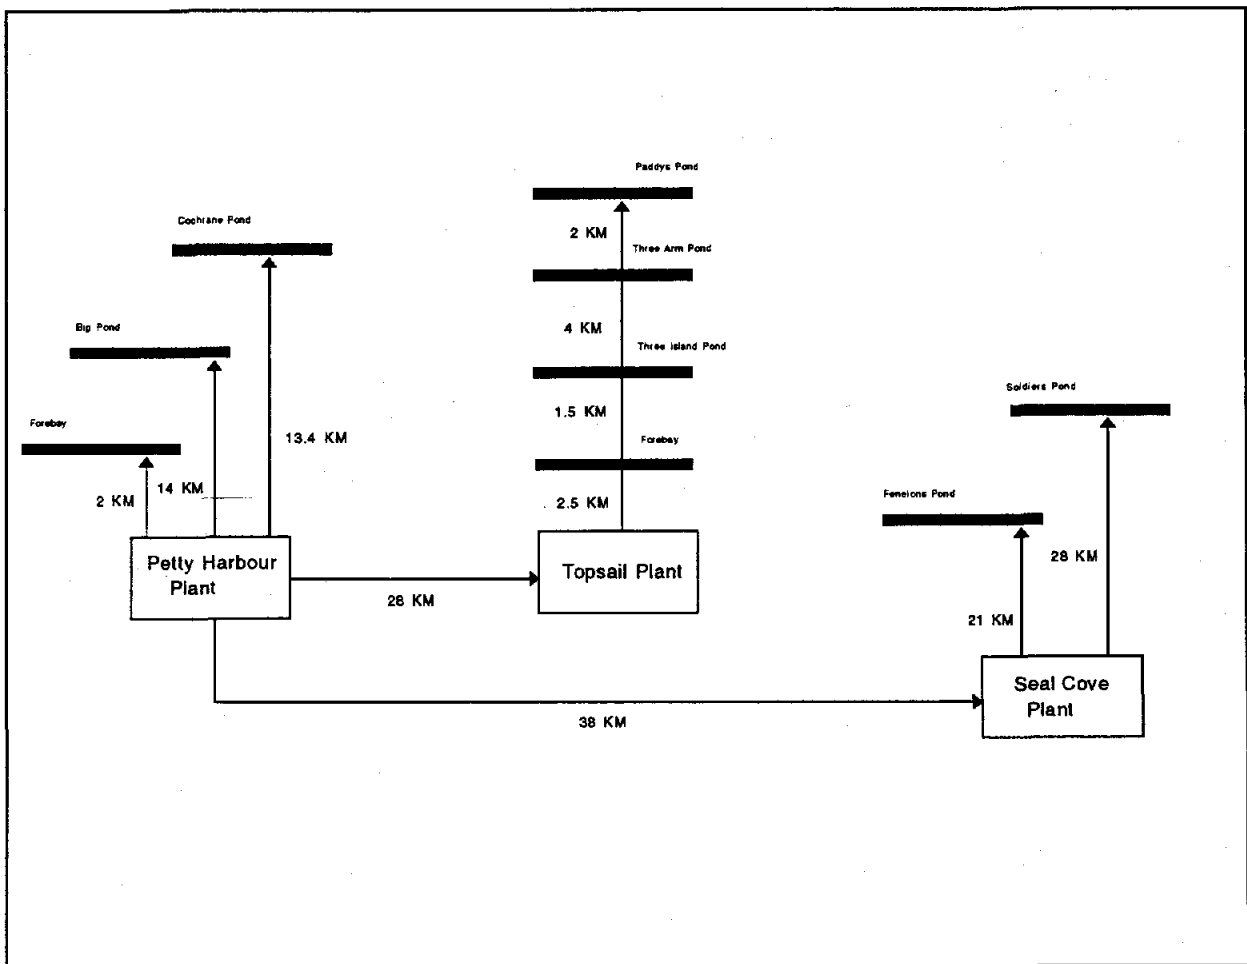 Paddys Pond
Cochrane Pond
2 KM
Three Arm Pond
Big Pond
4 KM
Three Island Pond
Soldiers Pond
Forebay
13.4 KM
1.5 KM
Forebay
14 KM
2 KM
2.5 KM
Fenelons Pond
Petty Harbour
Plant
28 KM
Topsail Plant
28 KM
21 KM
Seal Cove
Plant
38 KM